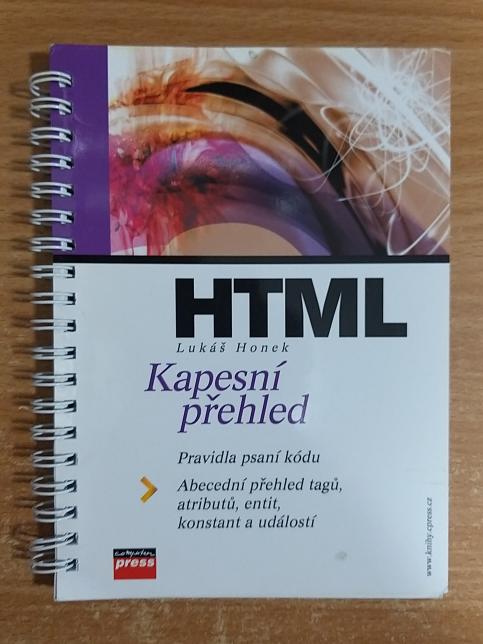 HTML
Lukáš Honek
Kapesní
přehled
Pravidla psaní kódu
Abecední přehled tagů,
atributů, entit,
konstant a událostí
computer
press
www.knihy.cpress.cz